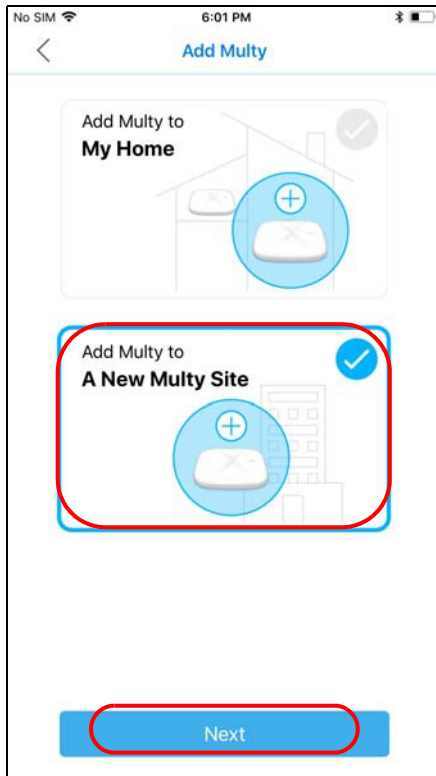 No SIM 6:01 PM
Add Multy
Add Multy to
My Home
Add Multy to
A New Multy Site
Next